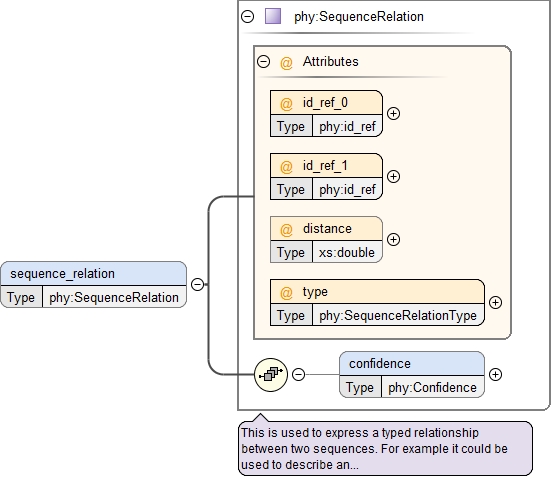 phy:SequenceRelation
@ Attributes
@ id_ref_0
Type phy:id_ref
@ id_ref_1
Type phy:id_ref
@ distance
Type xs:double
sequence_relation
Type phy:SequenceRelation
@ type
Type phy:SequenceRelationType
confidence
Type phy:Confidence
This is used to express a typed relationship
between two sequences. For example it could be
used to describe an...